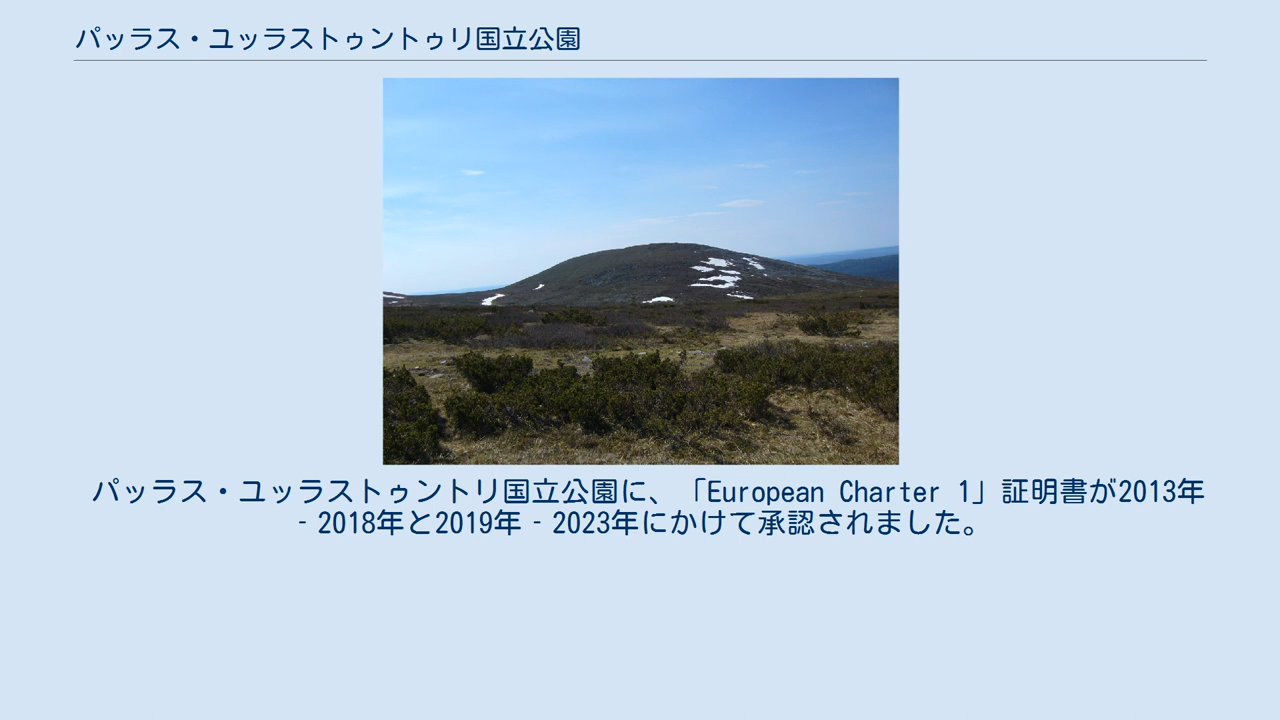 パッラス・ユッラストゥントゥリ国立公園
パッラス・ユッラストゥントリ国立公園に、「European Charter 1」証明書が2013年
‐2018年と2019年‐2023年にかけて承認されました。